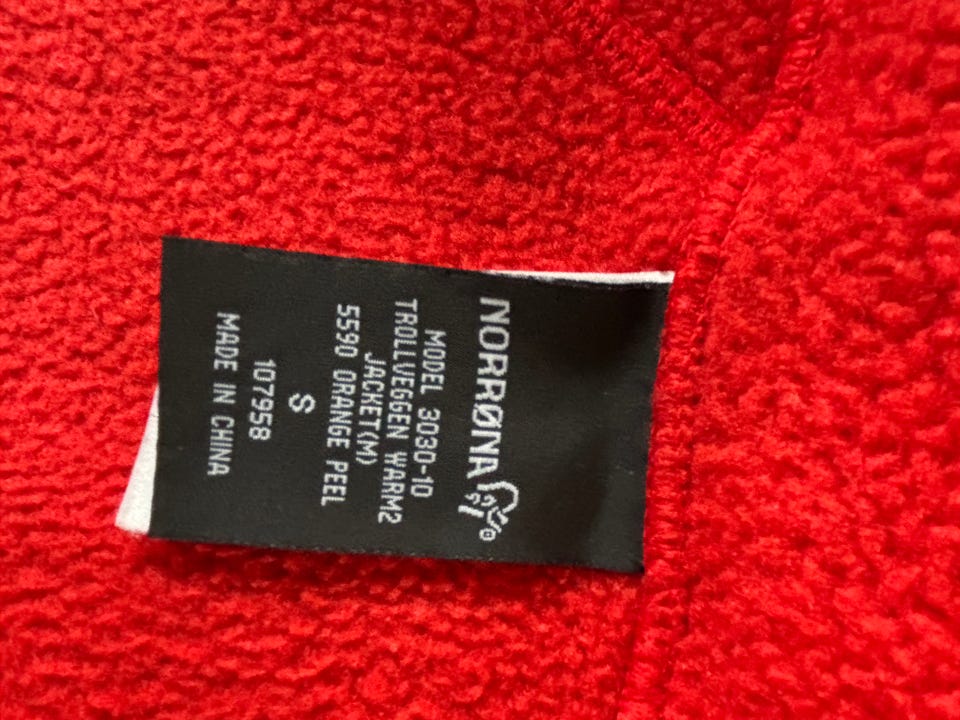 NORRØNA
MODEL 3030-10
TROLLVEGGEN WARM2
JACKET(M)
5590 ORANGE PEEL
S
107958
MADE IN CHINA